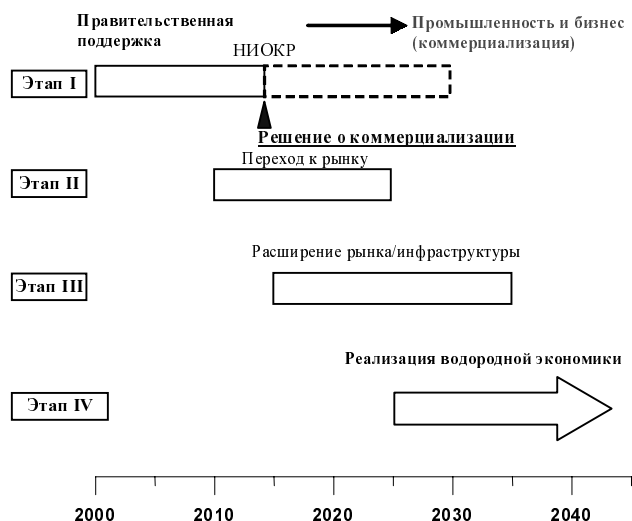 Правительственная
поддержка
Промышленность и бизнес
(коммерциализация)
НИОКР
Этап I
Решение о коммерциализации
Переход к рынку
Этап II
Расширение рынка/инфраструктуры
Этап III
Реализация водородной экономики
Этап IV
2000 2010 2020 2030 2040